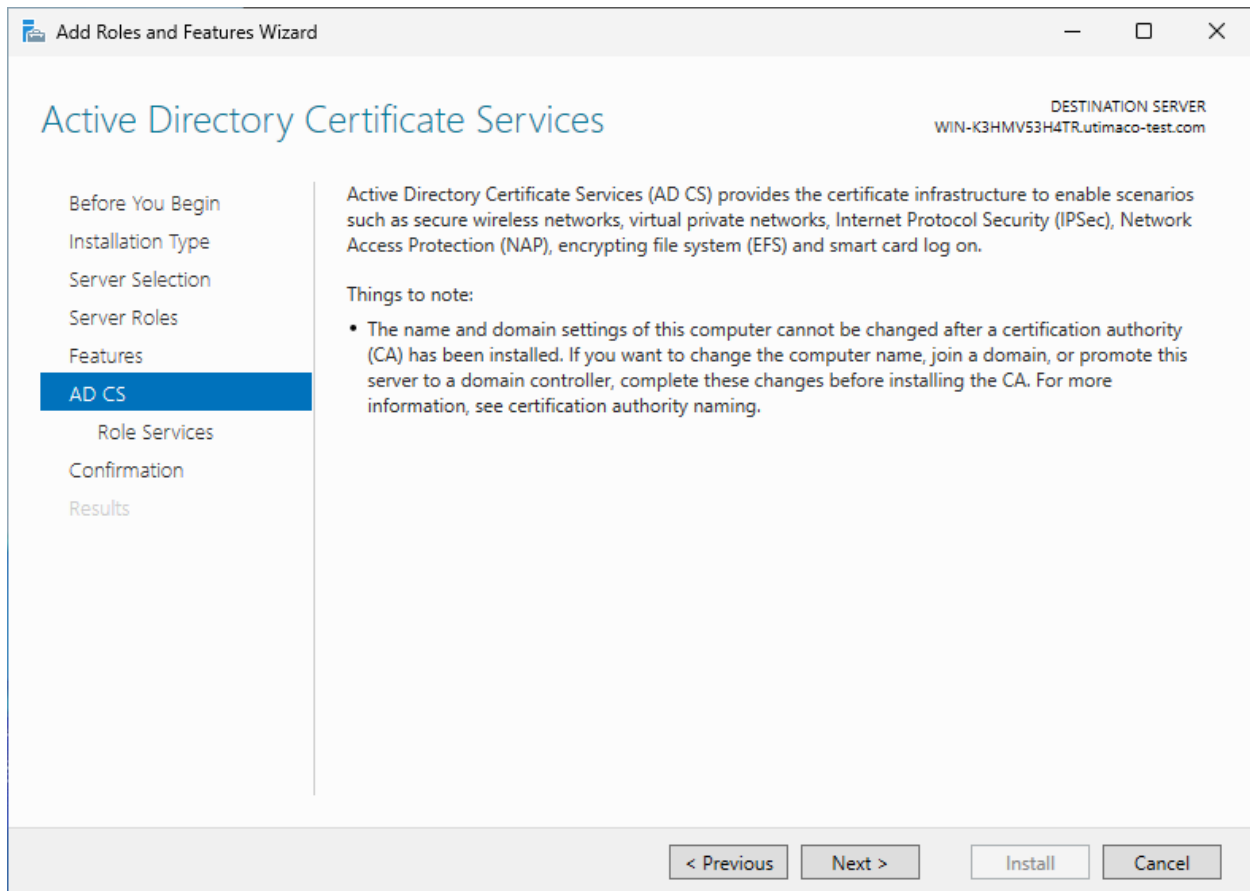 Add Roles and Features Wizard
Active Directory Certificate Services
DESTINATION SERVER
WIN-K3HMV53H4TR.utimaco-test.com
Before You Begin
Installation Type
Server Selection
Server Roles
Features
AD CS
Role Services
Confirmation
Results
Active Directory Certificate Services (AD CS) provides the certificate infrastructure to enable scenarios
such as secure wireless networks, virtual private networks, Internet Protocol Security (IPSec), Network
Access Protection (NAP), encrypting file system (EFS) and smart card log on.
Things to note:
• The name and domain settings of this computer cannot be changed after a certification authority
(CA) has been installed. If you want to change the computer name, join a domain, or promote this
server to a domain controller, complete these changes before installing the CA. For more
information, see certification authority naming.
< Previous
Next >
Install
Cancel